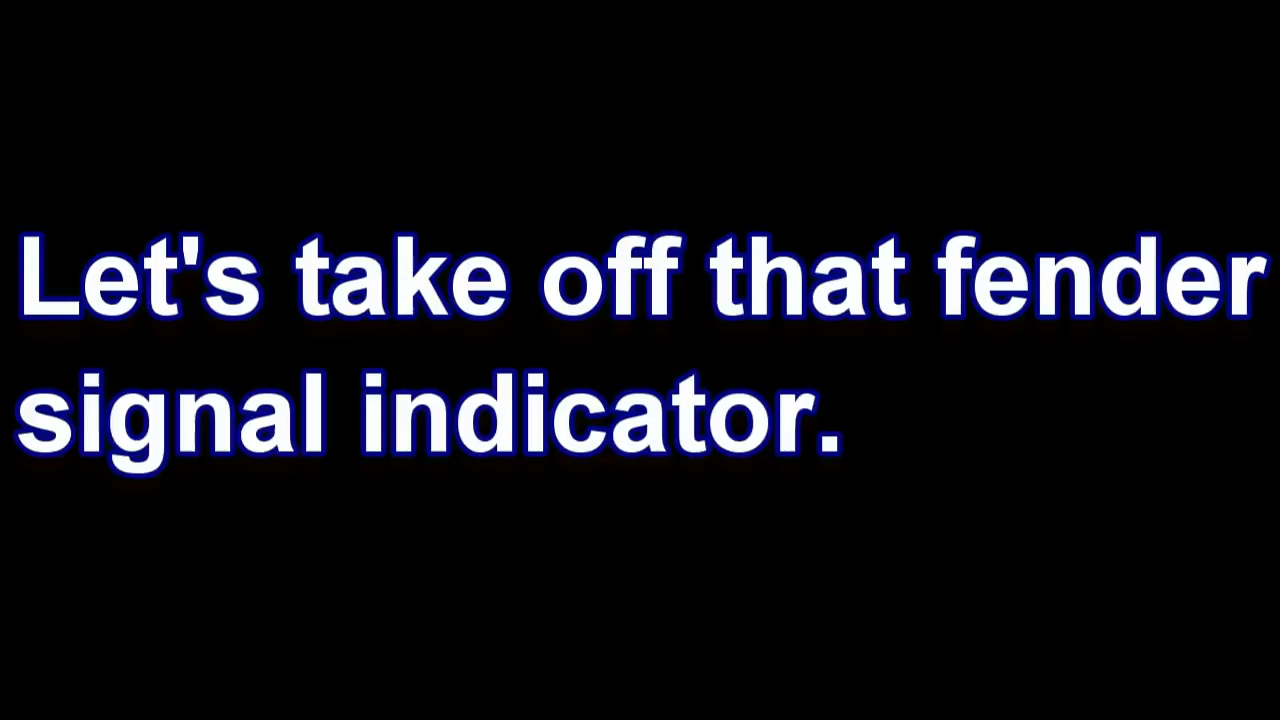 Let's take off that fender
signal indicator.